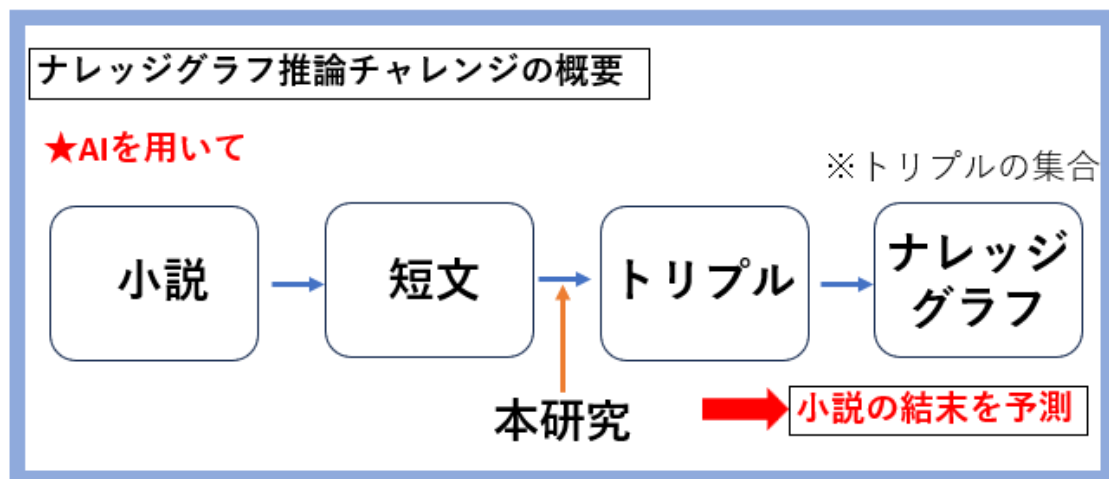 ナレッジグラフ推論チャレンジの概要
★AIを用いて
※トリプルの集合
小説
短文
トリプル
ナレッジ
グラフ
本研究
小説の結末を予測